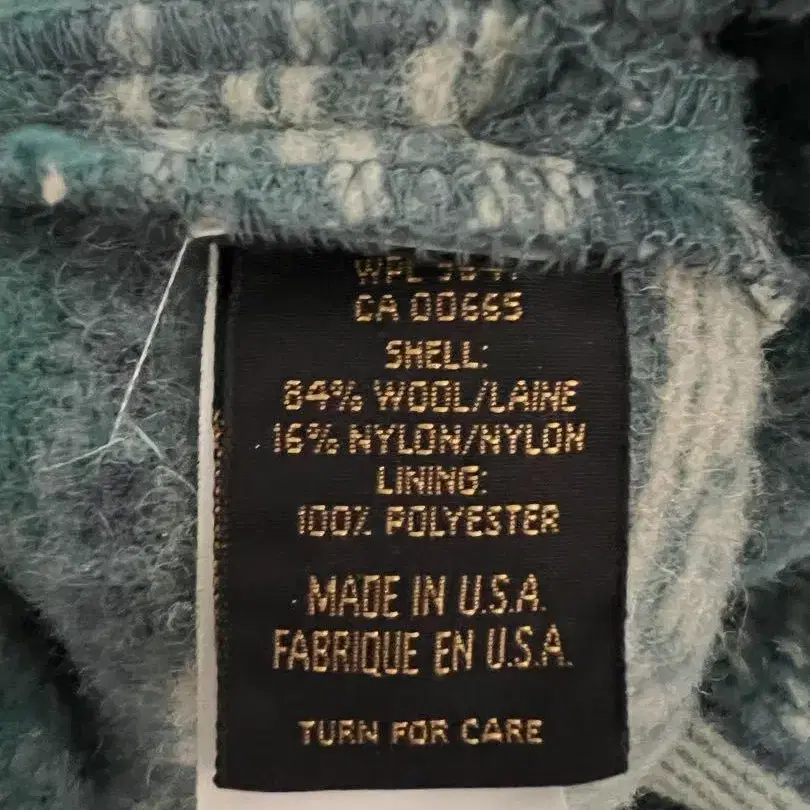 WPL
CA 00665
SHELL:
84% WOOL/LAINE
16% NYLON/NYLON
LINING:
100% POLYESTER
MADE IN U.S.A.
FABRIQUE EN U.S.A.
TURN FOR CARE